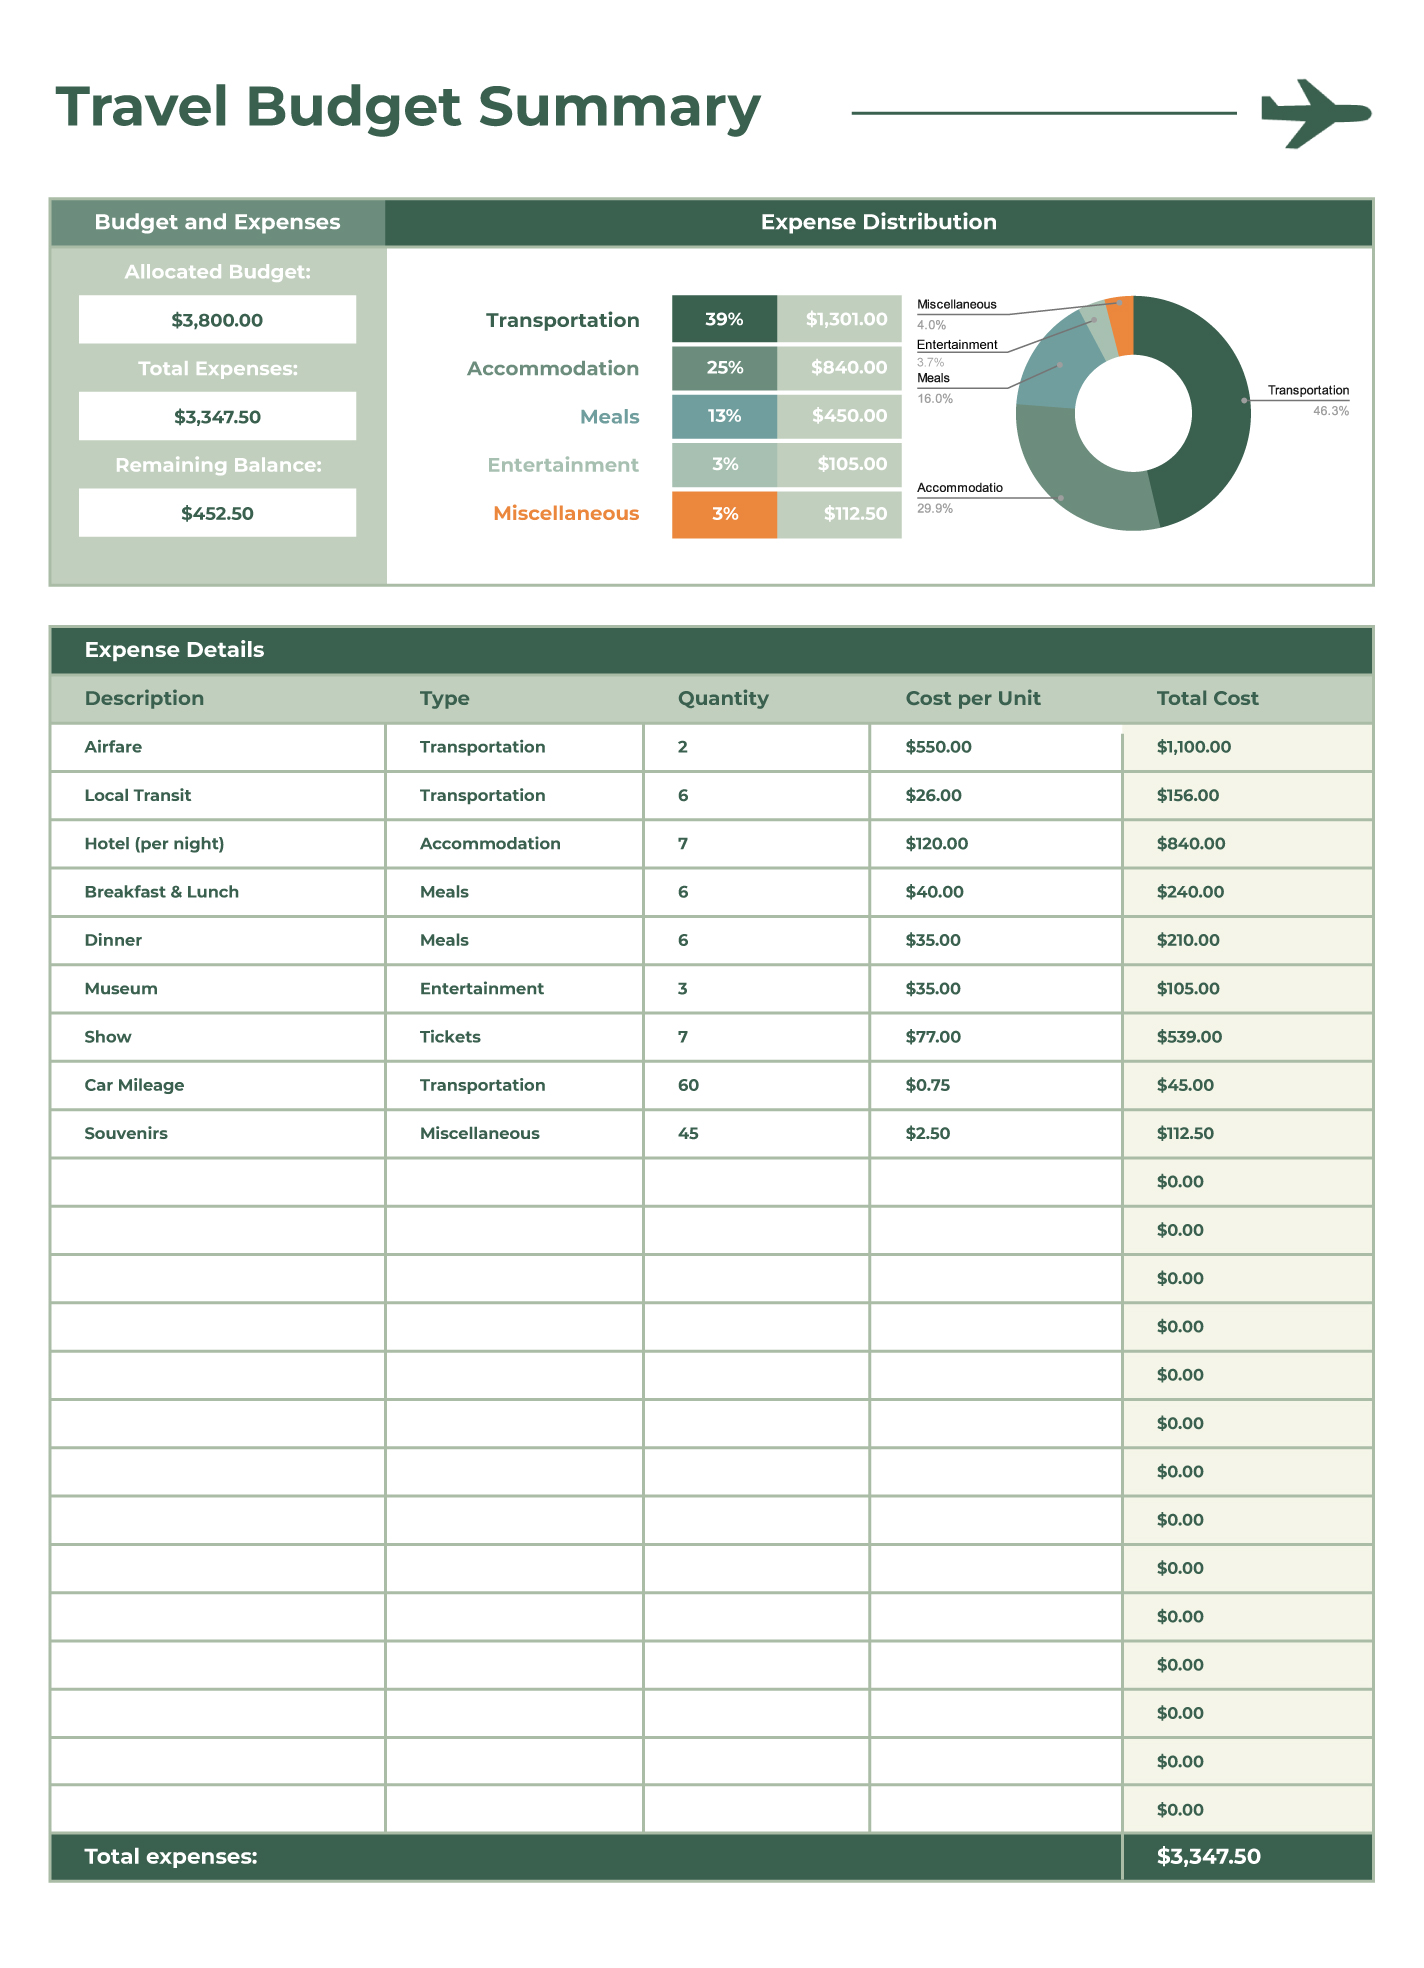 Travel Budget Summary
Budget and Expenses
Allocated Budget:
$3,800.00
Total Expenses:
$3,347.50
Remaining Balance:
$452.50
Expense Distribution
Transportation 39% $1,301.00
Accommodation 25% $840.00
Meals 13% $450.00
Entertainment 3% $105.00
Miscellaneous 3% $112.50
Miscellaneous
4.0%
Entertainment
3.7%
Meals
16.0%
Accommodatio
29.9%
Transportation
46.3%
Expense Details
Description Type Quantity Cost per Unit Total Cost
Airfare Transportation 2 $550.00 $1,100.00
Local Transit Transportation 6 $26.00 $156.00
Hotel (per night) Accommodation 7 $120.00 $840.00
Breakfast & Lunch Meals 6 $40.00 $240.00
Dinner Meals 6 $35.00 $210.00
Museum Entertainment 3 $35.00 $105.00
Show Tickets 7 $77.00 $539.00
Car Mileage Transportation 60 $0.75 $45.00
Souvenirs Miscellaneous 45 $2.50 $112.50
$0.00
$0.00
$0.00
$0.00
$0.00
$0.00
$0.00
$0.00
$0.00
$0.00
$0.00
$0.00
$0.00
$0.00
Total expenses: $3,347.50